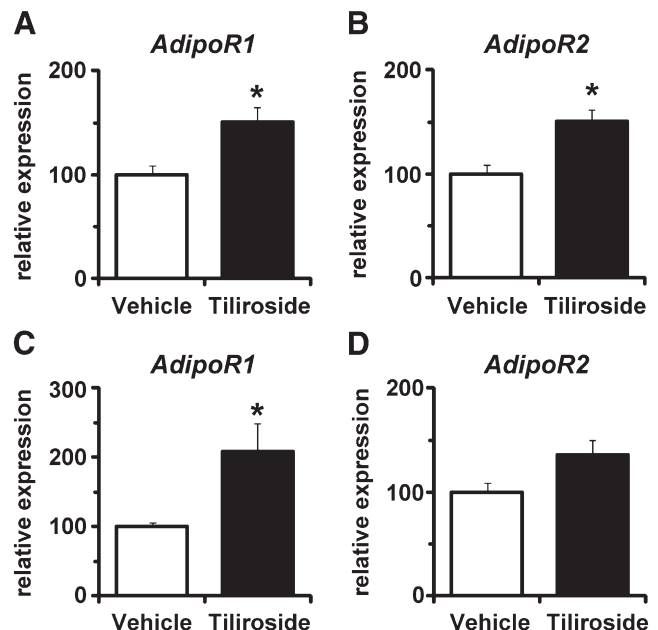 A
AdipoR1
relative expression
200
100
0
*
Vehicle Tiliroside
B
AdipoR2
relative expression
200
100
0
*
Vehicle Tiliroside
C
AdipoR1
relative expression
300
200
100
0
*
Vehicle Tiliroside
D
AdipoR2
relative expression
200
100
0
Vehicle Tiliroside